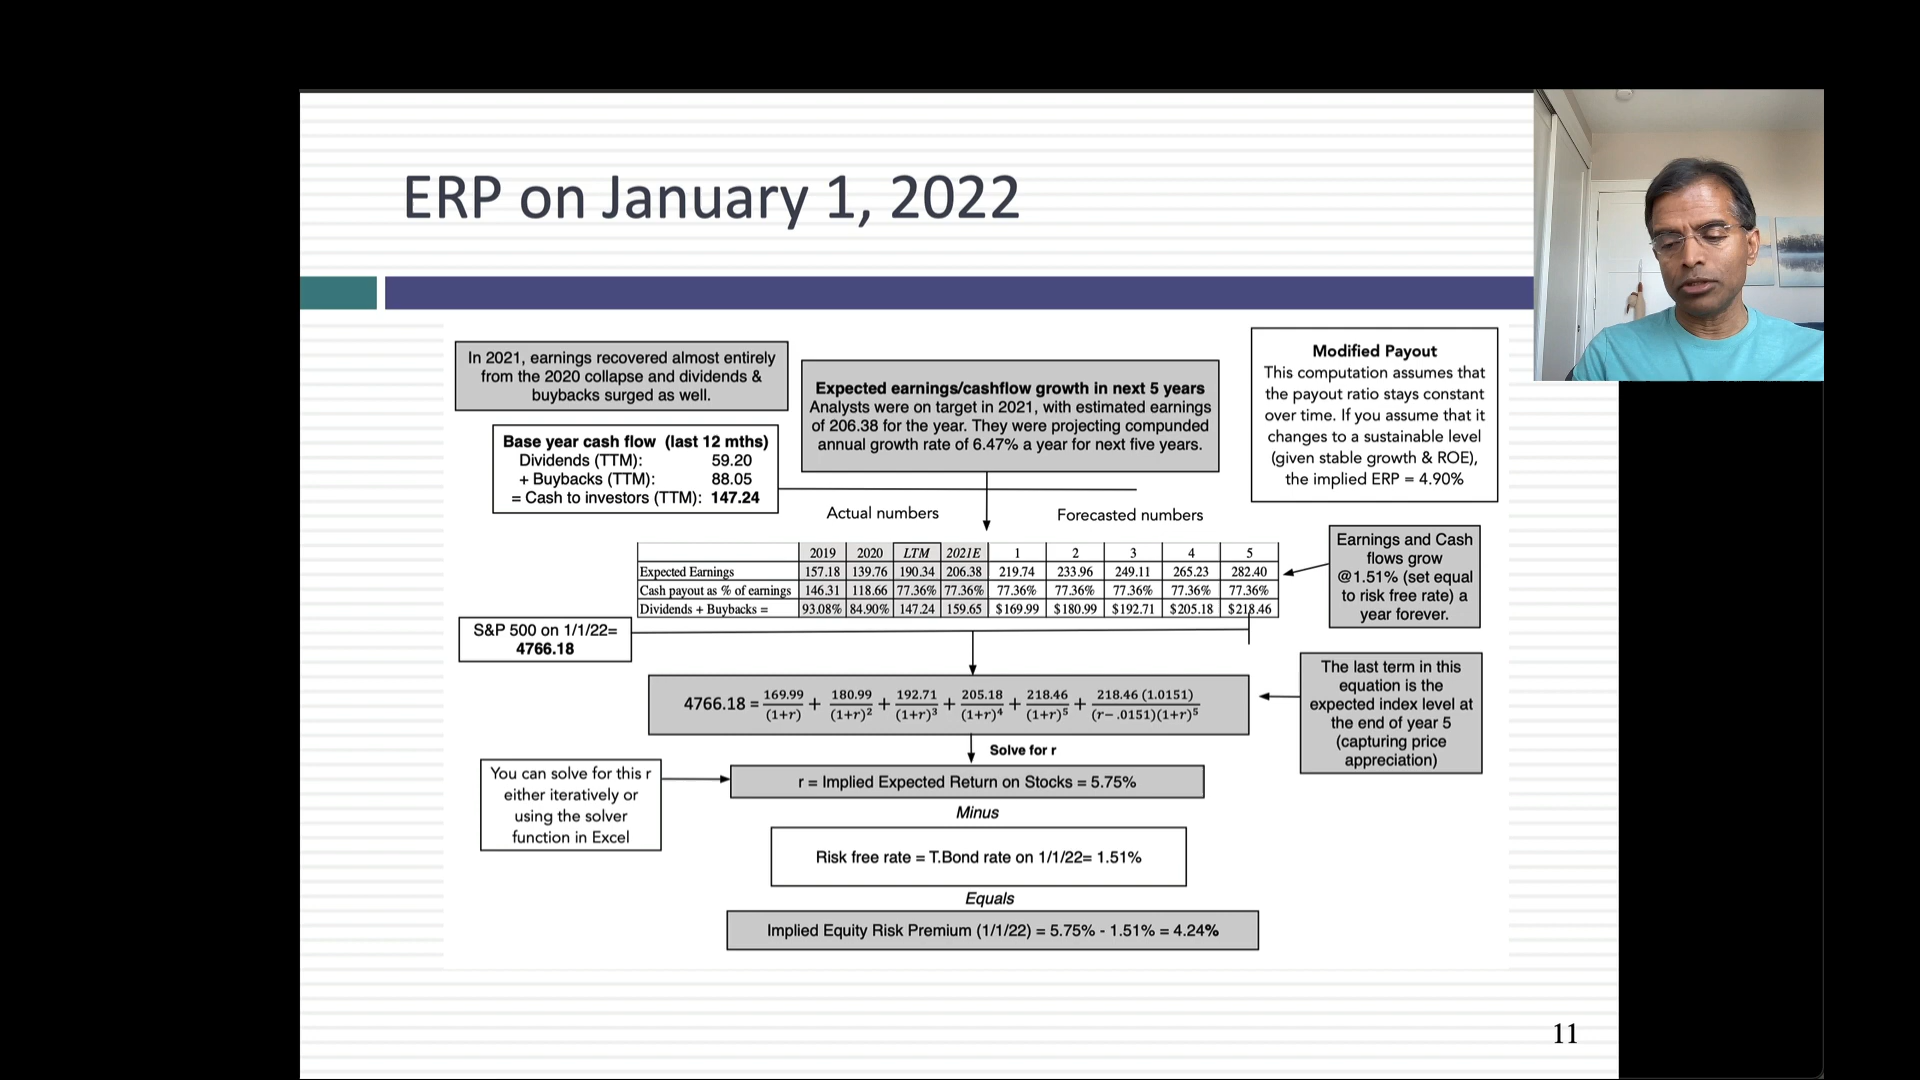 ERP on January 1, 2022
In 2021, earnings recovered almost entirely
from the 2020 collapse and dividends &
buybacks surged as well.
Expected earnings/cashflow growth in next 5 years
Analysts were on target in 2021, with estimated earnings
of 206.38 for the year. They were projecting compunded
annual growth rate of 6.47% a year for next five years.
Modified Payout
This computation assumes that
the payout ratio stays constant
over time. If you assume that it
changes to a sustainable level
(given stable growth & ROE),
the implied ERP = 4.90%
Base year cash flow (last 12 mths)
Dividends (TTM): 59.20
+ Buybacks (TTM): 88.05
= Cash to investors (TTM): 147.24
Actual numbers
Forecasted numbers
2019 2020 LTM 2021E 1 2 3 4 5
Expected Earnings 157.18 139.76 190.34 206.38 219.74 233.96 249.11 265.23 282.40
Cash payout as % of earnings 146.31 118.66 77.36% 77.36% 77.36% 77.36% 77.36% 77.36% 77.36%
Dividends + Buybacks = 93.08% 84.90% 147.24 159.65 $169.99 $180.99 $192.71 $205.18 $218.46
Earnings and Cash
flows grow
@1.51% (set equal
to risk free rate) a
year forever.
S&P 500 on 1/1/22=
4766.18
4766.18 = 169.99/(1+r) + 180.99/(1+r)² + 192.71/(1+r)³ + 205.18/(1+r)⁴ + 218.46/(1+r)⁵ + 218.46 (1.0151)/(r−.0151)(1+r)⁵
The last term in this
equation is the
expected index level at
the end of year 5
(capturing price
appreciation)
Solve for r
You can solve for this r
either iteratively or
using the solver
function in Excel
r = Implied Expected Return on Stocks = 5.75%
Minus
Risk free rate = T.Bond rate on 1/1/22= 1.51%
Equals
Implied Equity Risk Premium (1/1/22) = 5.75% - 1.51% = 4.24%
11